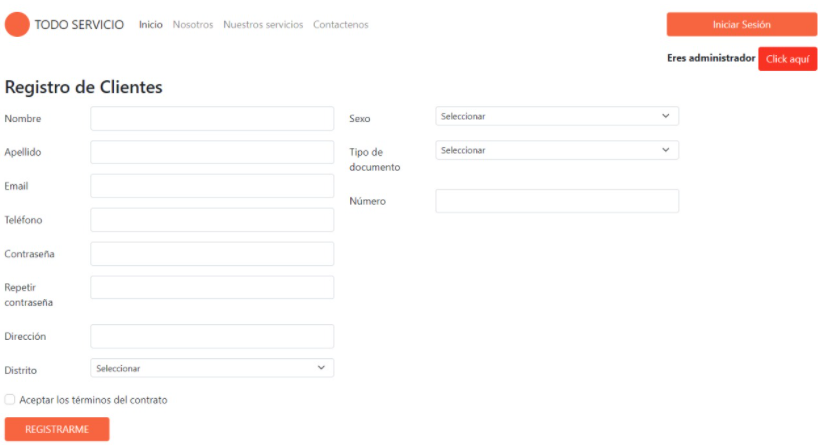 TODO SERVICIO Inicio Nosotros Nuestros servicios Contactenos Iniciar Sesión
Eres administrador Click aquí
Registro de Clientes
Nombre
Apellido
Email
Teléfono
Contraseña
Repetir
contraseña
Dirección
Distrito Seleccionar
Sexo Seleccionar
Tipo de Seleccionar
documento
Número
Aceptar los términos del contrato
REGISTRARME